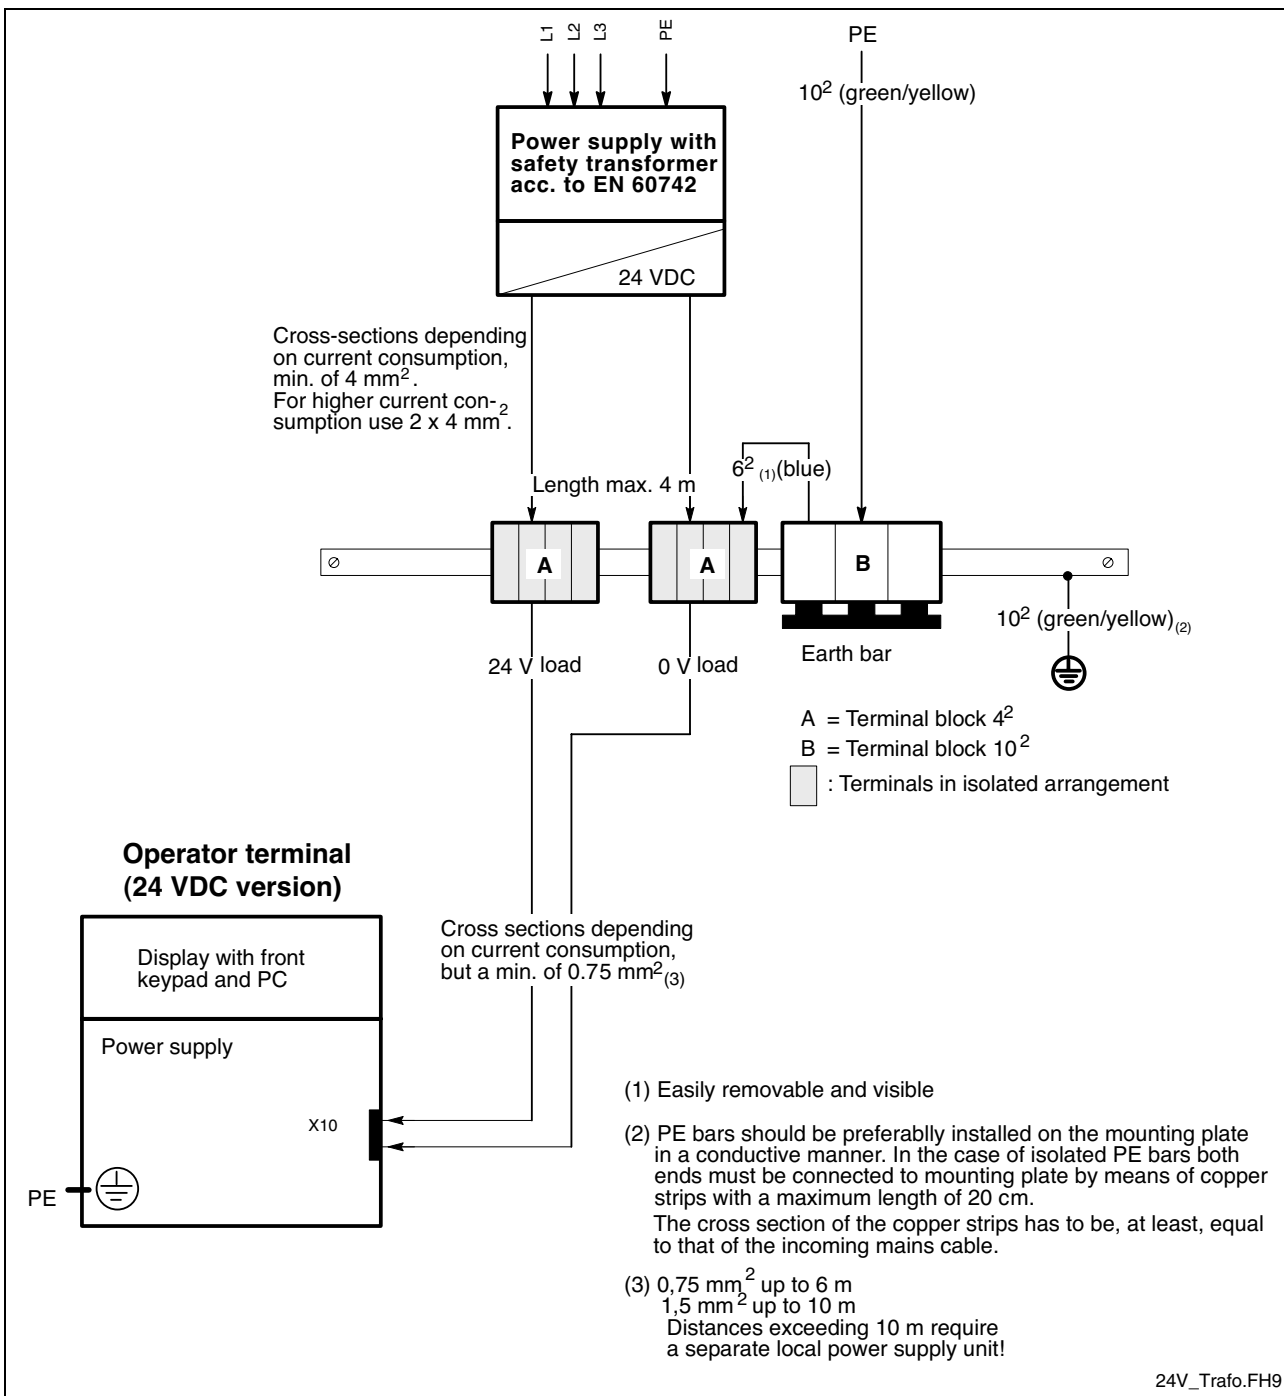 L1
L2
L3
PE
PE
10² (green/yellow)
Power supply with
safety transformer
acc. to EN 60742
24 VDC
Cross-sections depending
on current consumption,
min. of 4 mm².
For higher current con-
sumption use 2 x 4 mm².
6² (1)(blue)
Length max. 4 m
A
A
B
10² (green/yellow)(2)
24 V load
0 V load
Earth bar
A = Terminal block 4²
B = Terminal block 10²
: Terminals in isolated arrangement
Operator terminal
(24 VDC version)
Display with front
keypad and PC
Power supply
X10
PE
Cross sections depending
on current consumption,
but a min. of 0.75 mm²(3)
(1) Easily removable and visible
(2) PE bars should be preferablly installed on the mounting plate
in a conductive manner. In the case of isolated PE bars both
ends must be connected to mounting plate by means of copper
strips with a maximum length of 20 cm.
The cross section of the copper strips has to be, at least, equal
to that of the incoming mains cable.
(3) 0,75 mm² up to 6 m
1,5 mm² up to 10 m
Distances exceeding 10 m require
a separate local power supply unit!
24V_Trafo.FH9